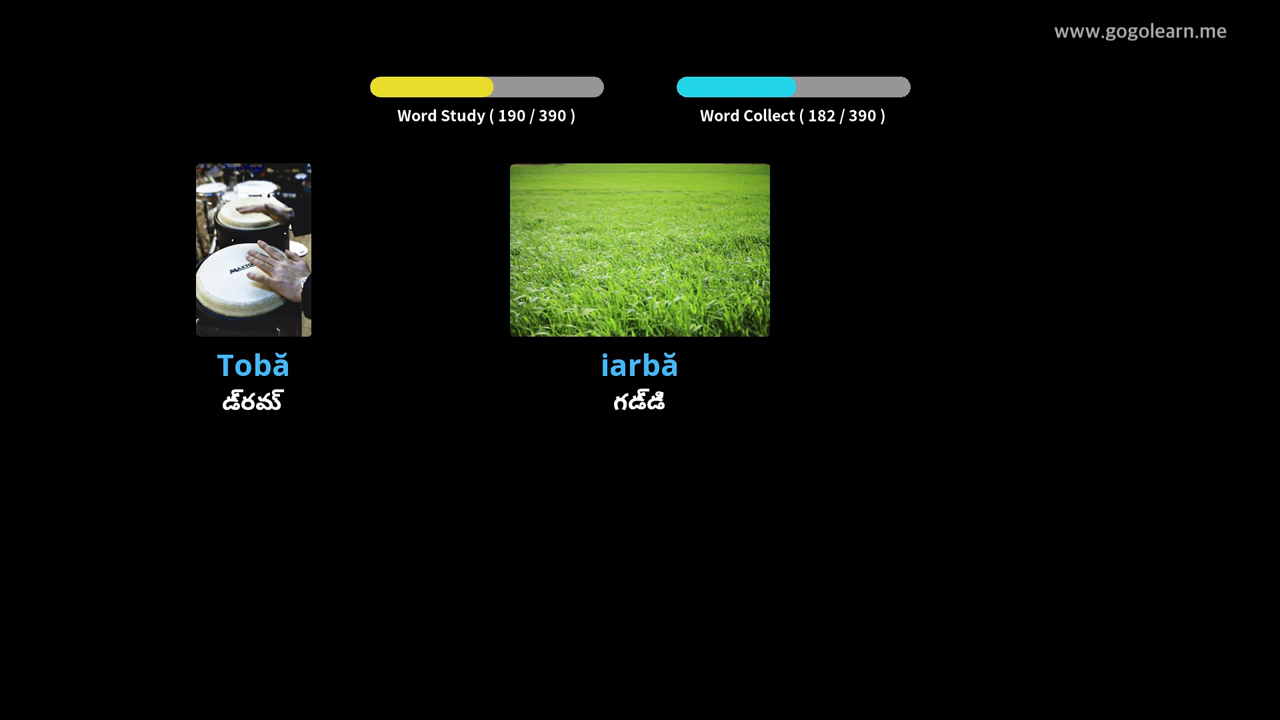 www.gogolearn.me
Word Study ( 190 / 390 )
Word Collect ( 182 / 390 )
Tobă
డ్‌రమ్
iarbă
గడ్‌డి